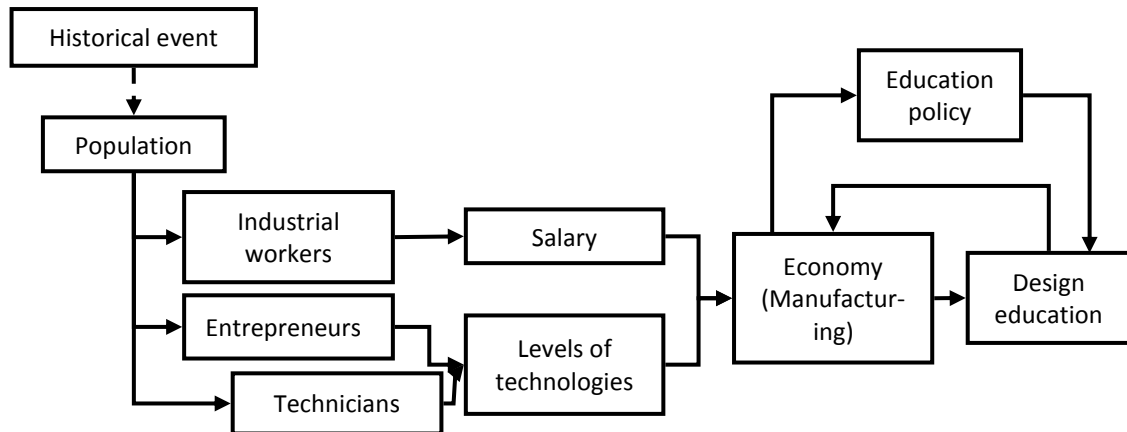 Historical event
Population
Industrial
workers
Entrepreneurs
Technicians
Salary
Levels of
technologies
Economy
(Manufactur-
ing)
Education
policy
Design
education